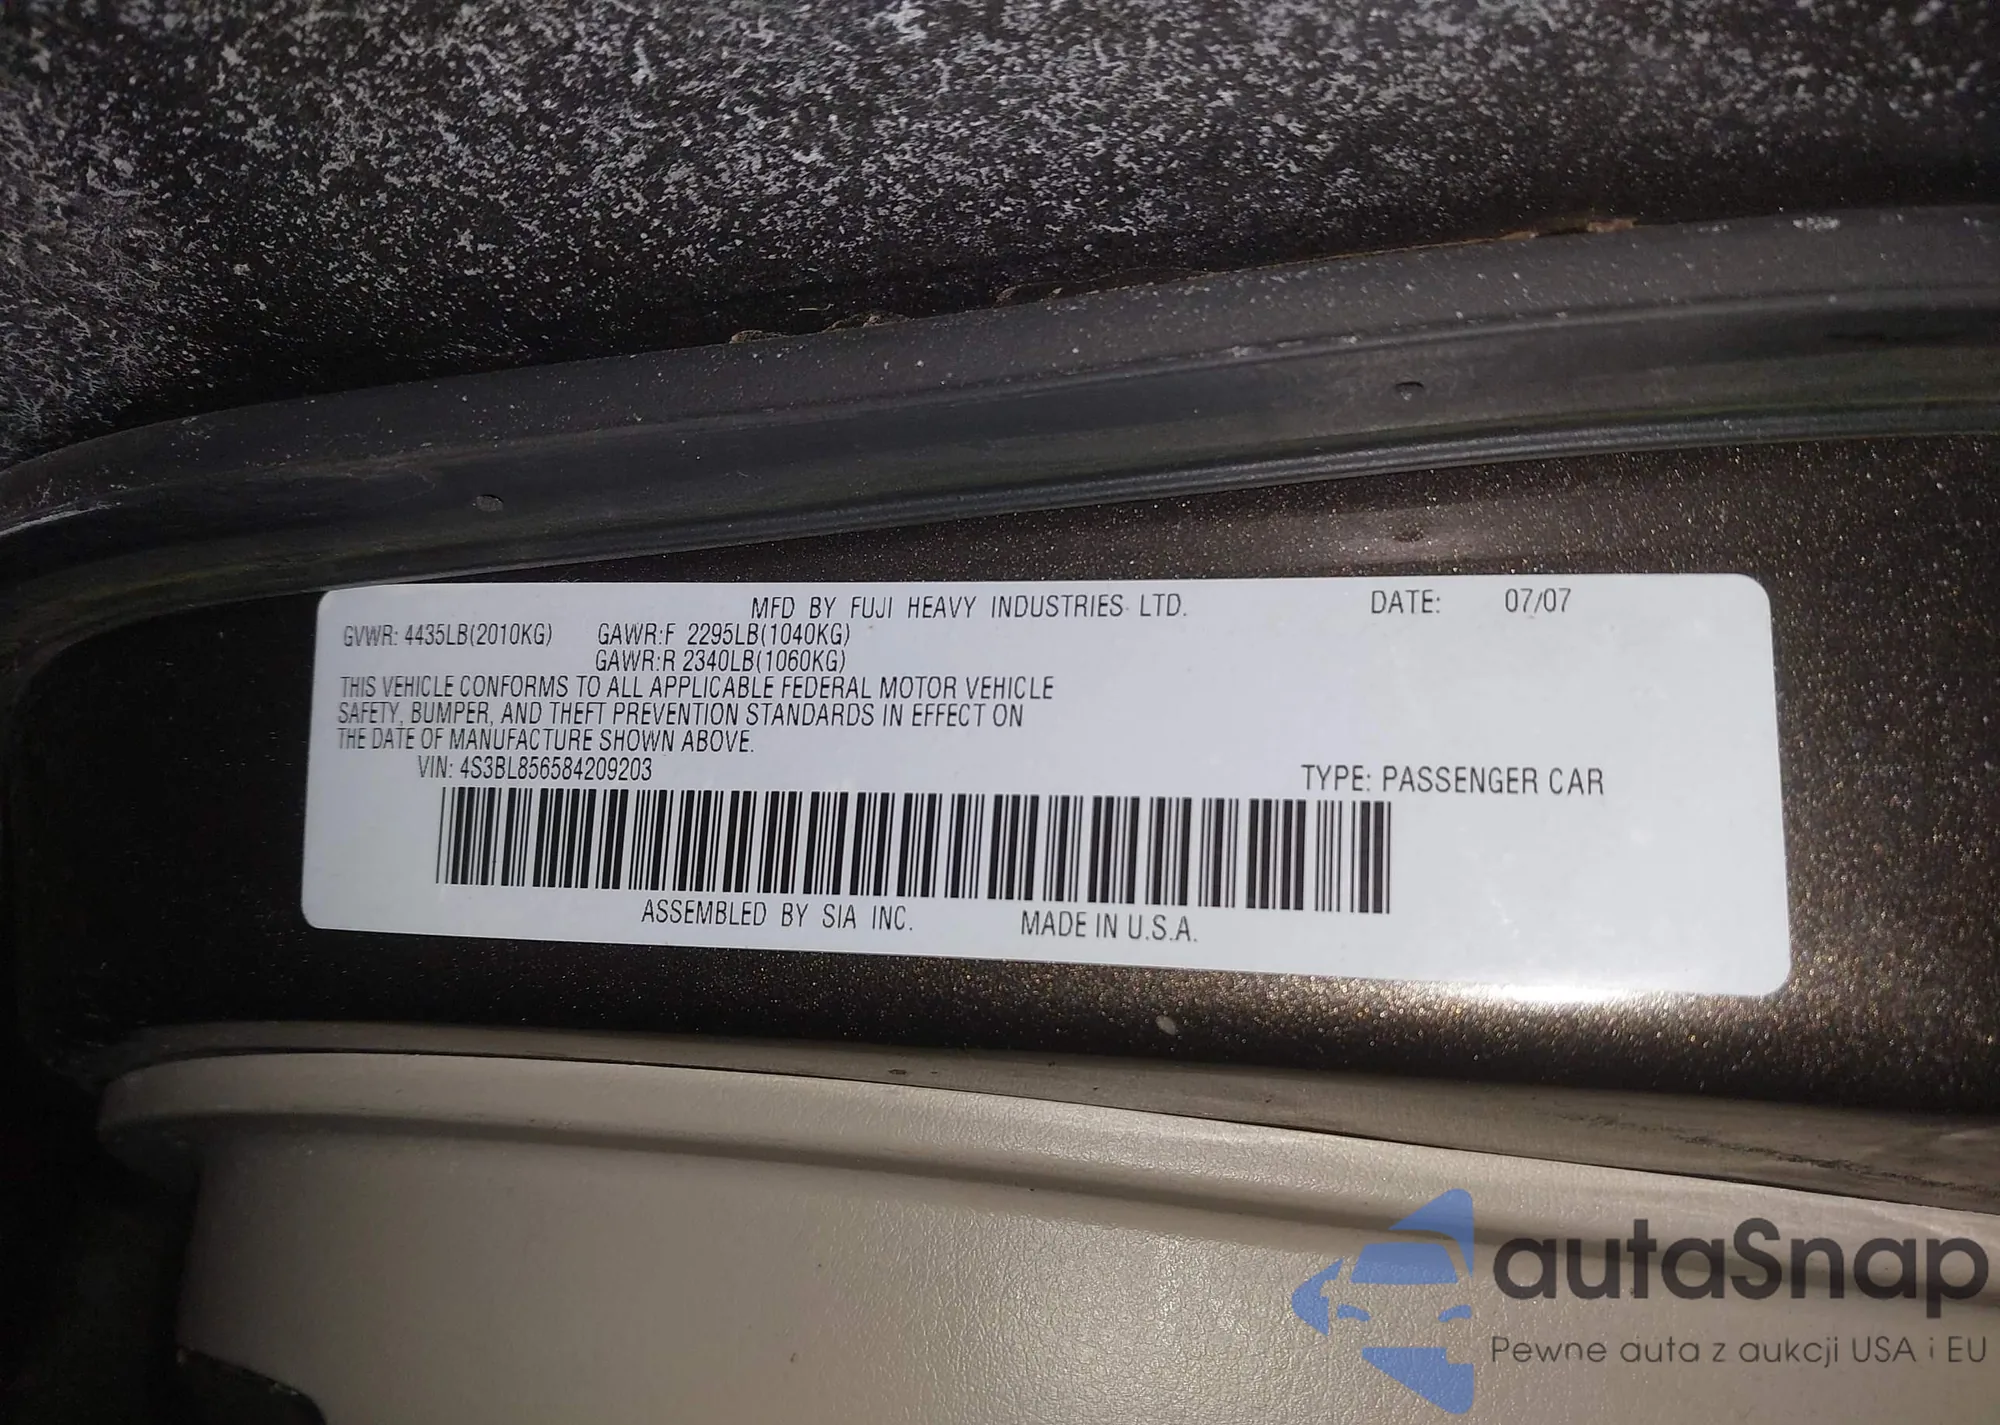 MFD BY FUJI HEAVY INDUSTRIES LTD. DATE: 07/07
GVWR: 4435LB(2010KG) GAWR:F 2295LB(1040KG)
GAWR:R 2340LB(1060KG)
THIS VEHICLE CONFORMS TO ALL APPLICABLE FEDERAL MOTOR VEHICLE
SAFETY, BUMPER, AND THEFT PREVENTION STANDARDS IN EFFECT ON
THE DATE OF MANUFACTURE SHOWN ABOVE.
VIN: 4S3BL856584209203 TYPE: PASSENGER CAR
ASSEMBLED BY SIA INC. MADE IN U.S.A.
autaSnap
Pewne auta z aukcji USA i EU